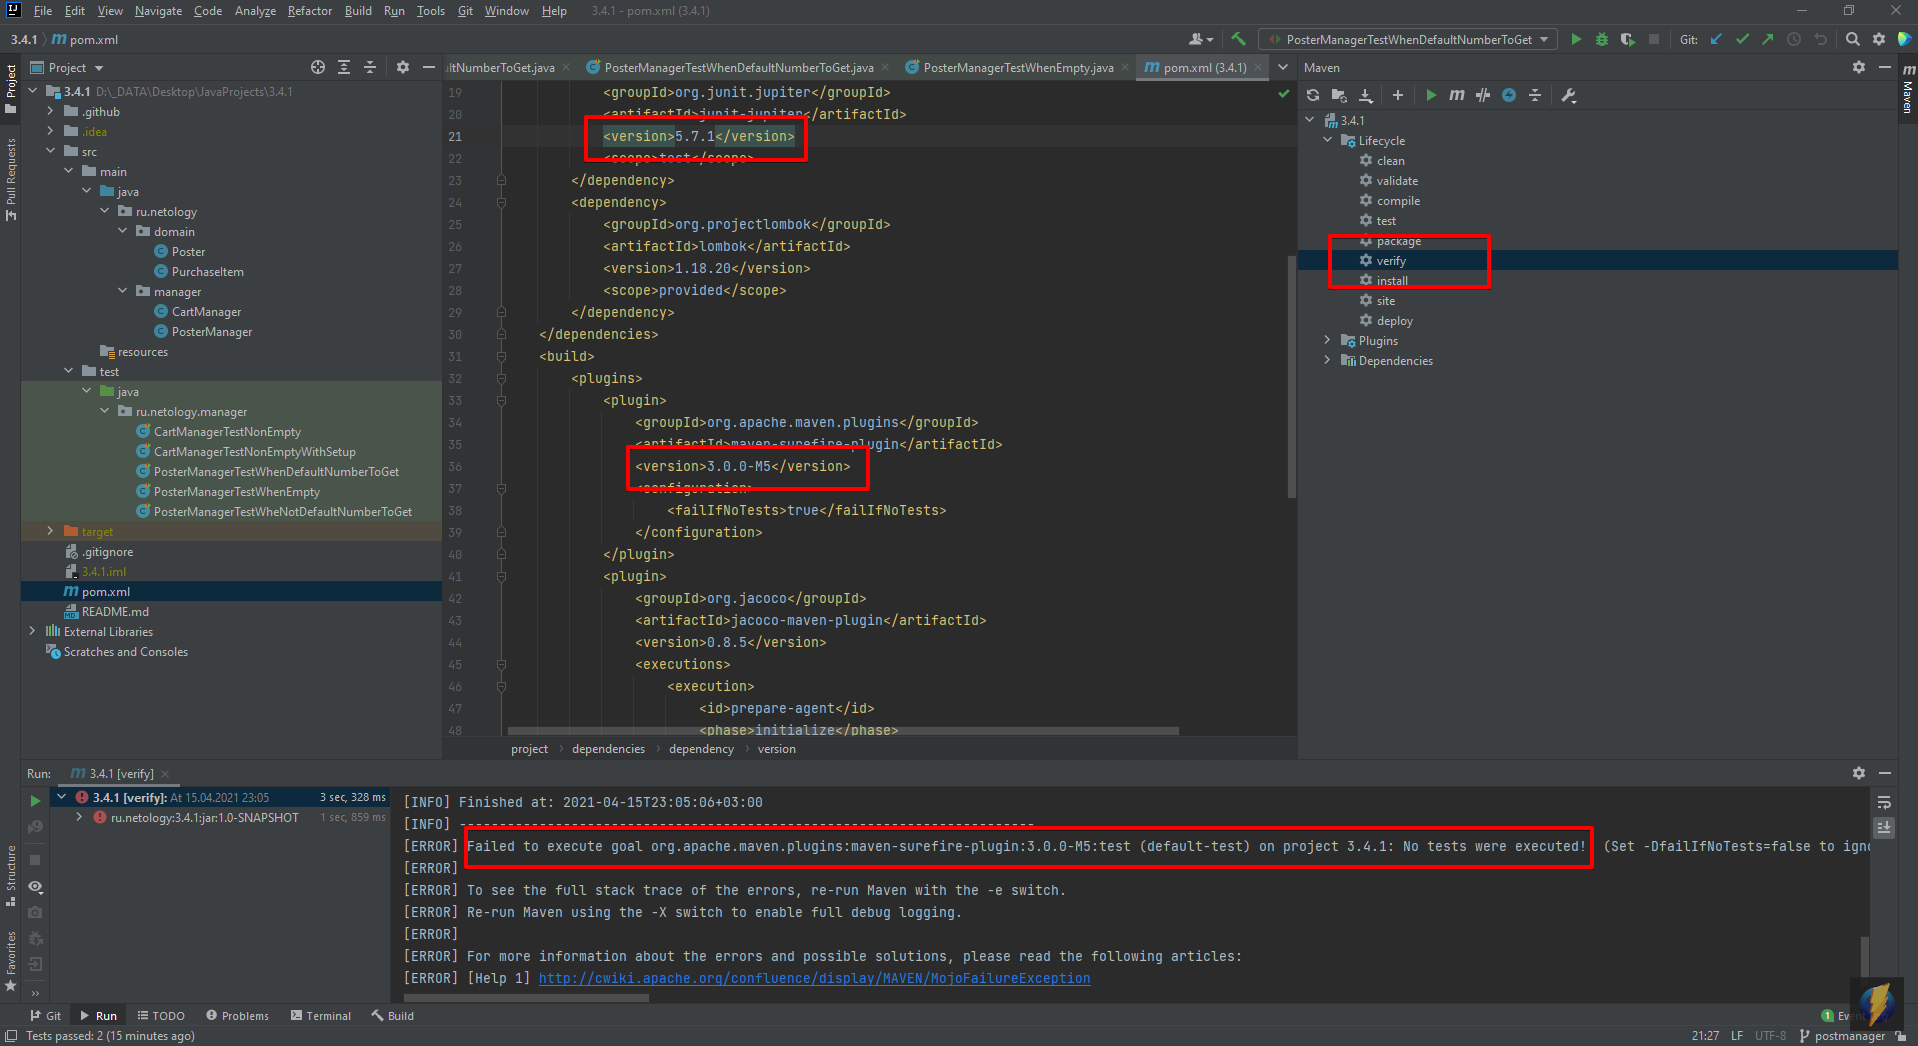 File Edit View Navigate Code Analyze Refactor Build Run Tools Git Window Help 3.4.1 - pom.xml (3.4.1)
3.4.1 m pom.xml
PosterManagerTestWhenDefaultNumberToGet
Git:
Project
ultNumberToGet.java PosterManagerTestWhenDefaultNumberToGet.java PosterManagerTestWhenEmpty.java m pom.xml (3.4.1)
Maven
Project
Pull Requests
Structure
Favorites
m Maven
3.4.1 D:\_DATA\Desktop\JavaProjects\3.4.1
.github
.idea
src
main
java
ru.netology
domain
Poster
PurchaseItem
manager
CartManager
PosterManager
resources
test
java
ru.netology.manager
CartManagerTestNonEmpty
CartManagerTestNonEmptyWithSetup
PosterManagerTestWhenDefaultNumberToGet
PosterManagerTestWhenEmpty
PosterManagerTestWheNotDefaultNumberToGet
target
.gitignore
3.4.1.iml
m pom.xml
README.md
External Libraries
Scratches and Consoles
19 <groupId>org.junit.jupiter</groupId>
20 <artifactId>junit-jupiter</artifactId>
21 <version>5.7.1</version>
22 <scope>test</scope>
23 </dependency>
24 <dependency>
25 <groupId>org.projectlombok</groupId>
26 <artifactId>lombok</artifactId>
27 <version>1.18.20</version>
28 <scope>provided</scope>
29 </dependency>
30 </dependencies>
31 <build>
32 <plugins>
33 <plugin>
34 <groupId>org.apache.maven.plugins</groupId>
35 <artifactId>maven-surefire-plugin</artifactId>
36 <version>3.0.0-M5</version>
37 <configuration>
38 <failIfNoTests>true</failIfNoTests>
39 </configuration>
40 </plugin>
41 <plugin>
42 <groupId>org.jacoco</groupId>
43 <artifactId>jacoco-maven-plugin</artifactId>
44 <version>0.8.5</version>
45 <executions>
46 <execution>
47 <id>prepare-agent</id>
48 <phase>initialize</phase>
project › dependencies › dependency › version
3.4.1
Lifecycle
clean
validate
compile
test
package
verify
install
site
deploy
Plugins
Dependencies
Run: m 3.4.1 [verify]
3.4.1 [verify]: At 15.04.2021 23:05 3 sec, 328 ms
ru.netology:3.4.1:jar:1.0-SNAPSHOT 1 sec, 859 ms
[INFO] Finished at: 2021-04-15T23:05:06+03:00
[INFO] ------------------------------------------------------------------------
[ERROR] Failed to execute goal org.apache.maven.plugins:maven-surefire-plugin:3.0.0-M5:test (default-test) on project 3.4.1: No tests were executed! (Set -DfailIfNoTests=false to igno
[ERROR]
[ERROR] To see the full stack trace of the errors, re-run Maven with the -e switch.
[ERROR] Re-run Maven using the -X switch to enable full debug logging.
[ERROR]
[ERROR] For more information about the errors and possible solutions, please read the following articles:
[ERROR] [Help 1] http://cwiki.apache.org/confluence/display/MAVEN/MojoFailureException
Git Run TODO Problems Terminal Build
1
Tests passed: 2 (15 minutes ago)
21:27 LF UTF-8 postmanager